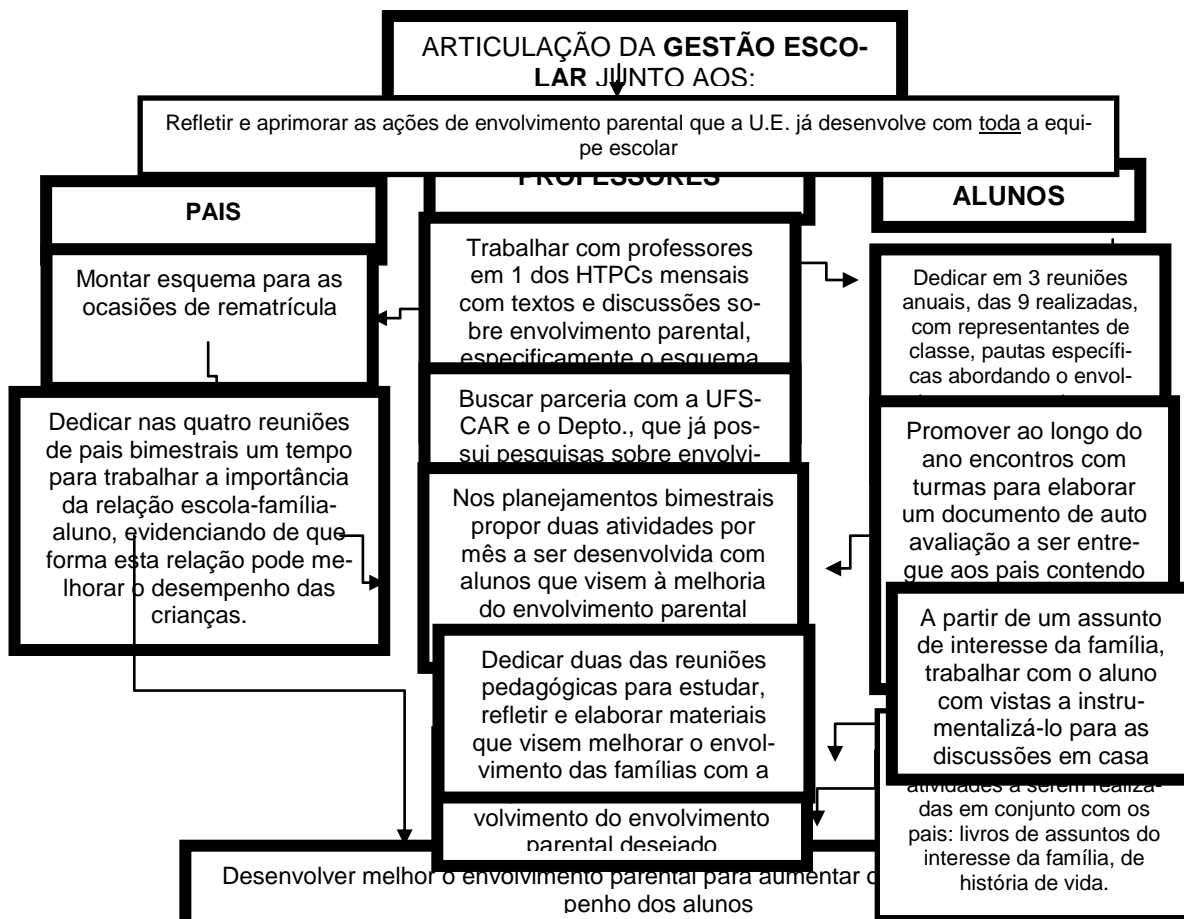 ARTICULAÇÃO DA GESTÃO ESCO-
LAR JUNTO AOS:
Refletir e aprimorar as ações de envolvimento parental que a U.E. já desenvolve com toda a equi-
pe escolar
PAIS
Montar esquema para as
ocasiões de rematrícula
Dedicar nas quatro reuniões
de pais bimestrais um tempo
para trabalhar a importância
da relação escola-família-
aluno, evidenciando de que
forma esta relação pode me-
lhorar o desempenho das
crianças.
PROFESSORES
Trabalhar com professores
em 1 dos HTPCs mensais
com textos e discussões so-
bre envolvimento parental,
especificamente o esquema
Buscar parceria com a UFS-
CAR e o Depto., que já pos-
sui pesquisas sobre envolvi-
Nos planejamentos bimestrais
propor duas atividades por
mês a ser desenvolvida com
alunos que visem à melhoria
do envolvimento parental
Dedicar duas das reuniões
pedagógicas para estudar,
refletir e elaborar materiais
que visem melhorar o envol-
vimento das famílias com a
volvimento do envolvimento
parental desejado
ALUNOS
Dedicar em 3 reuniões
anuais, das 9 realizadas,
com representantes de
classe, pautas específi-
cas abordando o envol-
Promover ao longo do
ano encontros com
turmas para elaborar
um documento de auto
avaliação a ser entre-
gue aos pais contendo
A partir de um assunto
de interesse da família,
trabalhar com o aluno
com vistas a instru-
mentalizá-lo para as
discussões em casa
atividades a serem realiza-
das em conjunto com os
pais: livros de assuntos do
interesse da família, de
história de vida.
Desenvolver melhor o envolvimento parental para aumentar
penho dos alunos